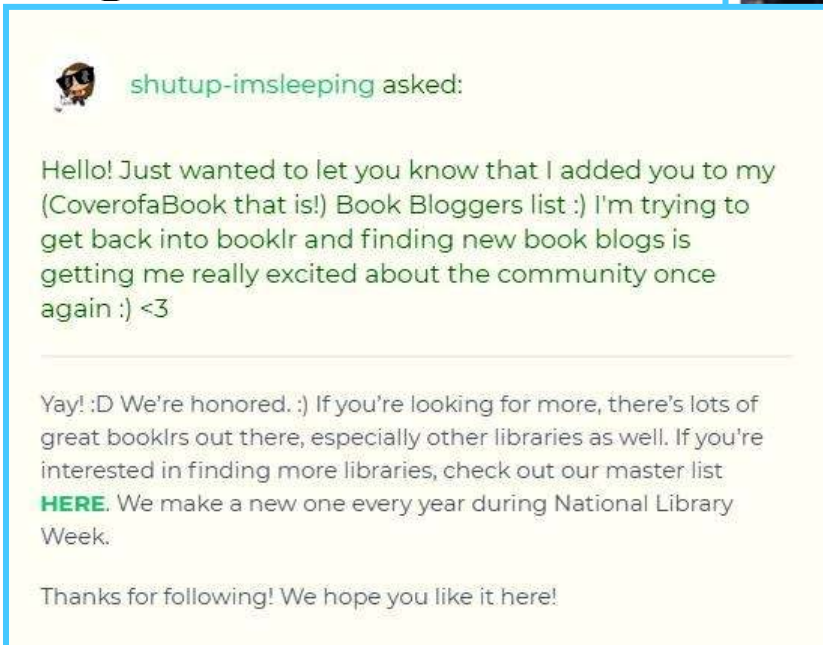 shutup-imsleeping asked:
Hello! Just wanted to let you know that I added you to my
(CoverofaBook that is!) Book Bloggers list :) I'm trying to
get back into booklr and finding new book blogs is
getting me really excited about the community once
again :) <3
Yay! :D We're honored. :) If you're looking for more, there's lots of
great booklrs out there, especially other libraries as well. If you're
interested in finding more libraries, check out our master list
HERE. We make a new one every year during National Library
Week.
Thanks for following! We hope you like it here!